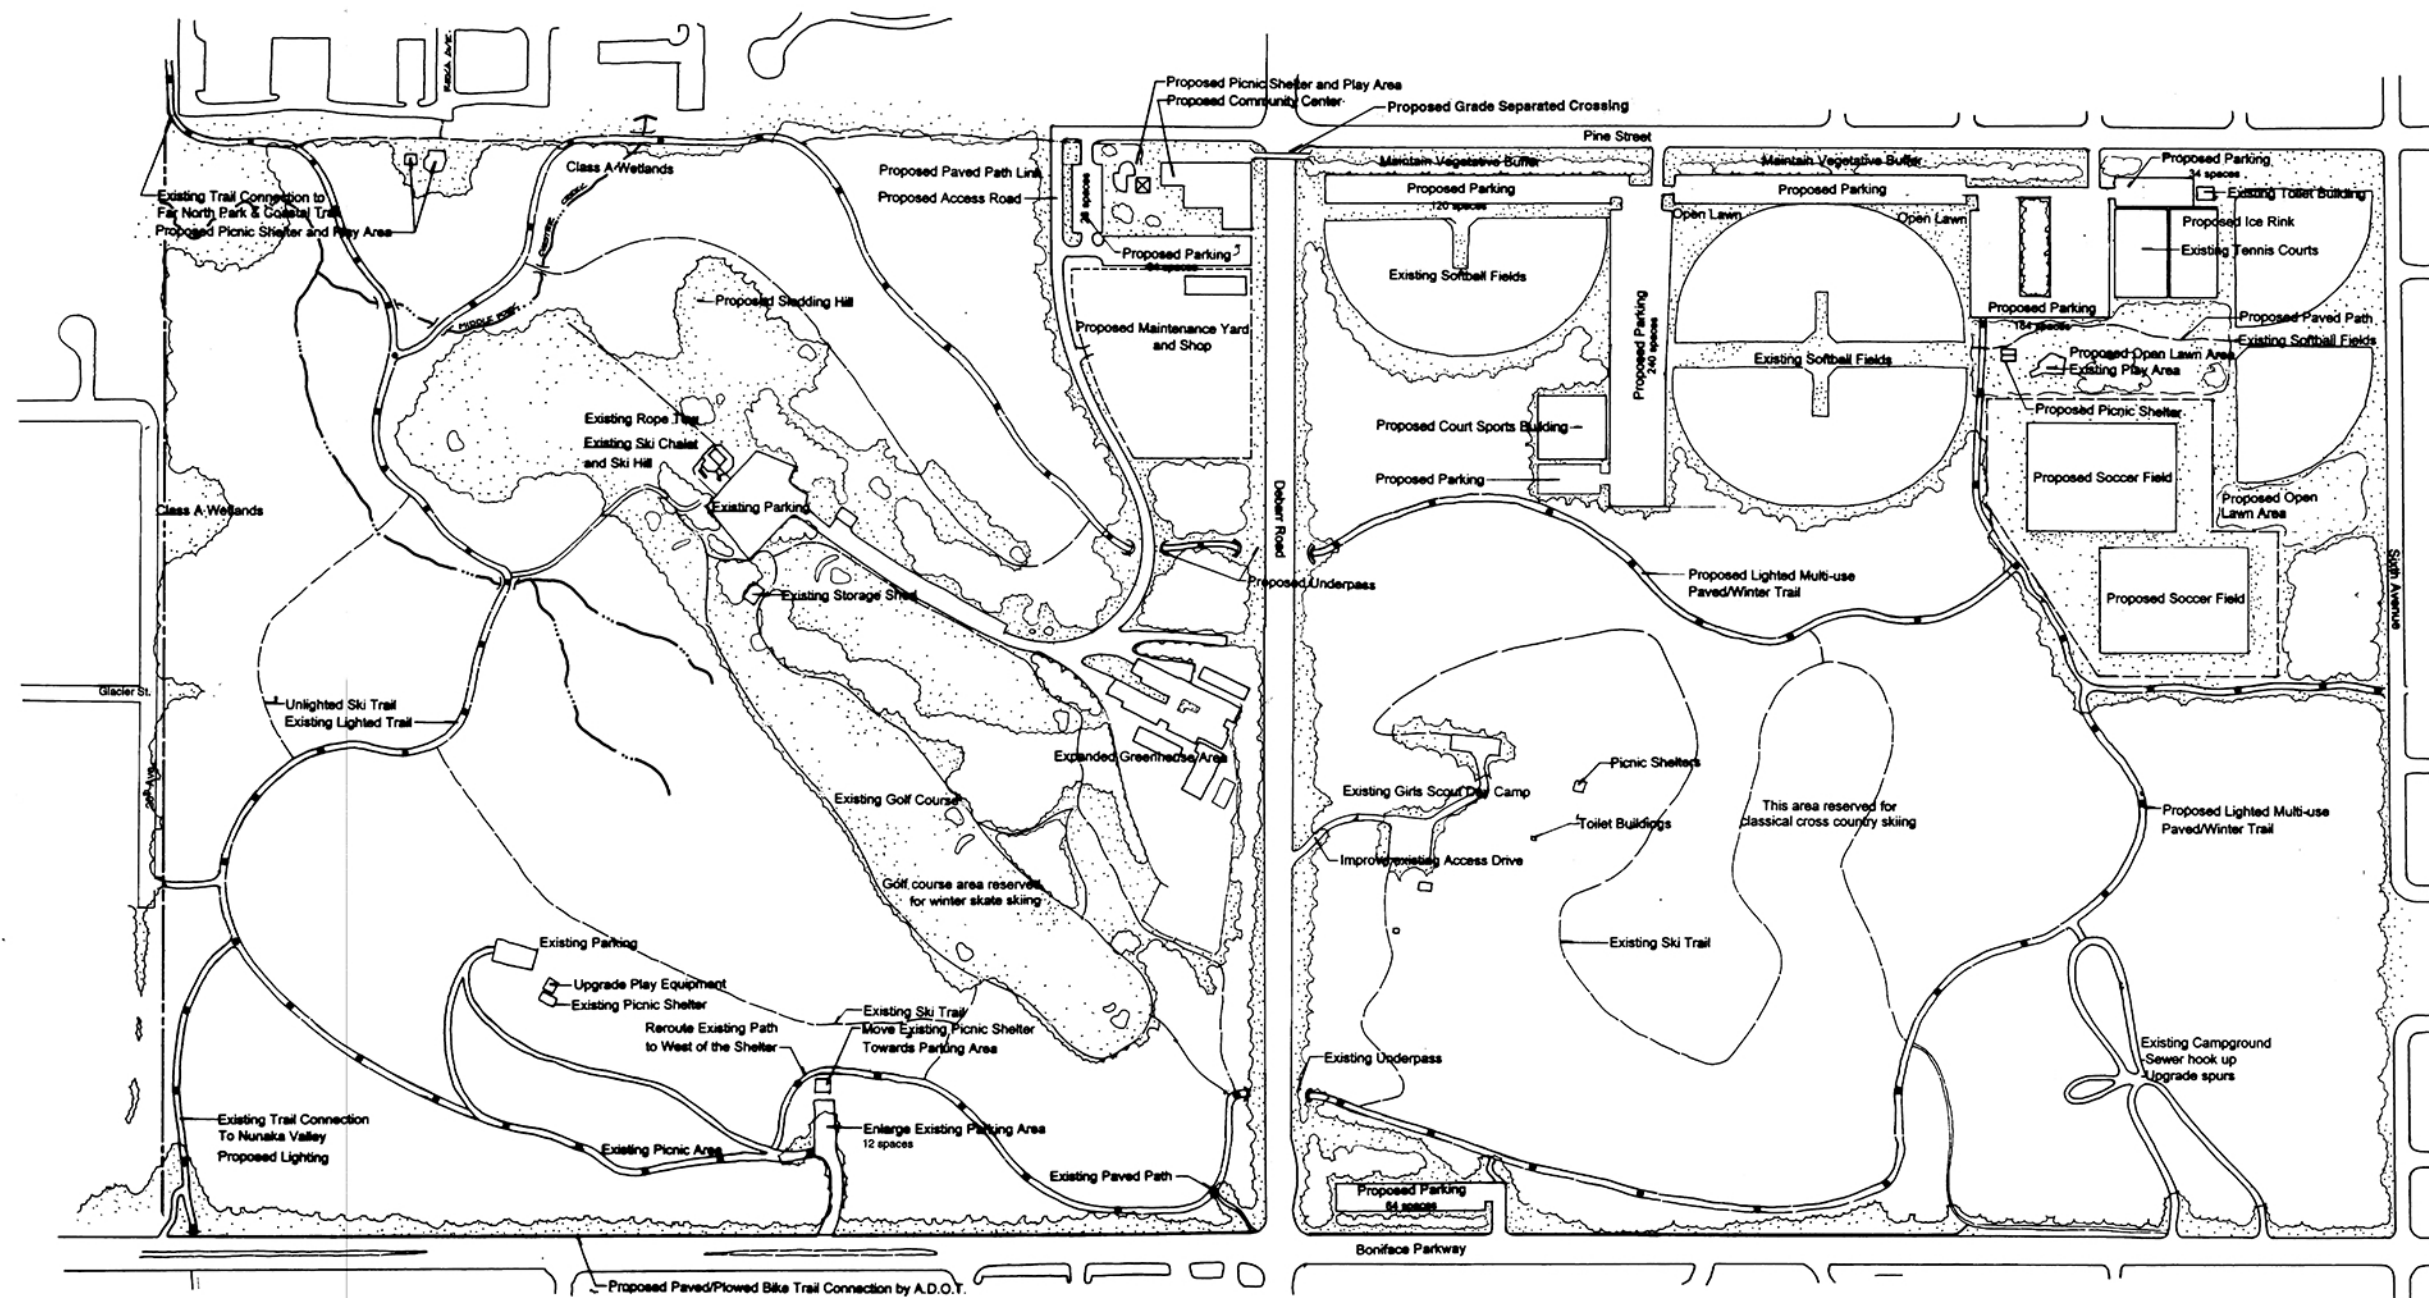 Proposed Picnic Shelter and Play Area
Proposed Community Center
Proposed Grade Separated Crossing
Pine Street
Class A Wetlands
Proposed Paved Path Link
Proposed Access Road
Maintain Vegetative Buffer
Maintain Vegetative Buffer
Proposed Parking
34 spaces
Existing Trail Connection to
Far North Park & Coastal Trail
Proposed Picnic Shelter and Play Area
Proposed Parking
120 spaces
Proposed Parking
Existing Toilet Building
Open Lawn
Open Lawn
Proposed Ice Rink
Existing Tennis Courts
Proposed Parking
Existing Softball Fields
Proposed Sledding Hill
MIDDLE FORK
Proposed Maintenance Yard
and Shop
Proposed Parking
240 spaces
Proposed Parking
184 spaces
Proposed Paved Path
Existing Softball Fields
Existing Softball Fields
Proposed Open Lawn Area
Existing Play Area
Proposed Picnic Shelter
Existing Rope Tow
Existing Ski Chalet
and Ski Hill
Proposed Court Sports Building
Proposed Parking
Proposed Soccer Field
Proposed Open
Lawn Area
Class A Wetlands
Existing Parking
Debarr Road
Sixth Avenue
Proposed Underpass
Proposed Lighted Multi-use
Paved/Winter Trail
Existing Storage Shed
Proposed Soccer Field
Glacier St.
Unlighted Ski Trail
Existing Lighted Trail
20th Ave.
Expanded Greenhouse Area
Existing Golf Course
Picnic Shelters
Existing Girls Scout Day Camp
Toilet Buildings
This area reserved for
classical cross country skiing
Proposed Lighted Multi-use
Paved/Winter Trail
Improve existing Access Drive
Golf course area reserved
for winter skate skiing
Existing Parking
Existing Ski Trail
Upgrade Play Equipment
Existing Picnic Shelter
Existing Ski Trail
Reroute Existing Path
to West of the Shelter
Move Existing Picnic Shelter
Towards Parking Area
Existing Underpass
Existing Campground
Sewer hook up
Upgrade spurs
Existing Trail Connection
To Nunaka Valley
Proposed Lighting
Enlarge Existing Parking Area
12 spaces
Existing Picnic Area
Existing Paved Path
Proposed Parking
64 spaces
Boniface Parkway
Proposed Paved/Plowed Bike Trail Connection by A.D.O.T.